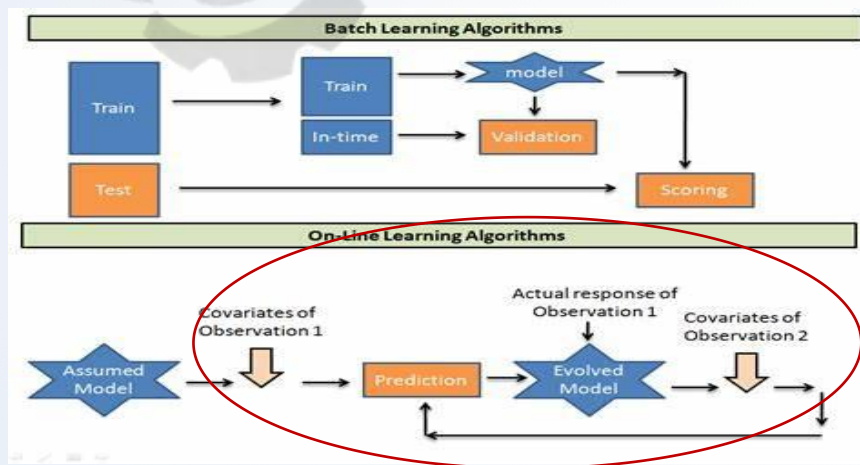 Batch Learning Algorithms
Train
Train
model
In-time
Validation
Test
Scoring
On-Line Learning Algorithms
Covariates of
Observation 1
Actual response of
Observation 1
Covariates of
Observation 2
Assumed
Model
Prediction
Evolved
Model